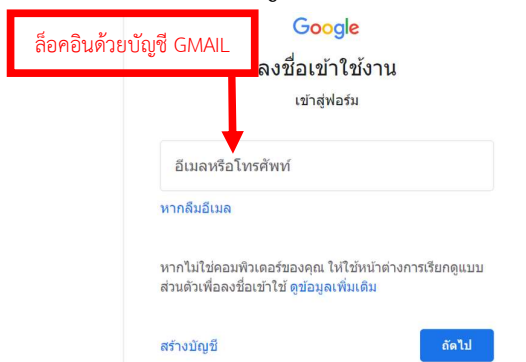 Google
ล็อคอินด้วยบัญชี GMAIL
ลงชื่อเข้าใช้งาน
เข้าสู่ฟอร์ม
อีเมลหรือโทรศัพท์
หากลืมอีเมล
หากไม่ใช่คอมพิวเตอร์ของคุณ ให้ใช้หน้าต่างการเรียกดูแบบ
ส่วนตัวเพื่อลงชื่อเข้าใช้ ดูข้อมูลเพิ่มเติม
สร้างบัญชี
ถัดไป